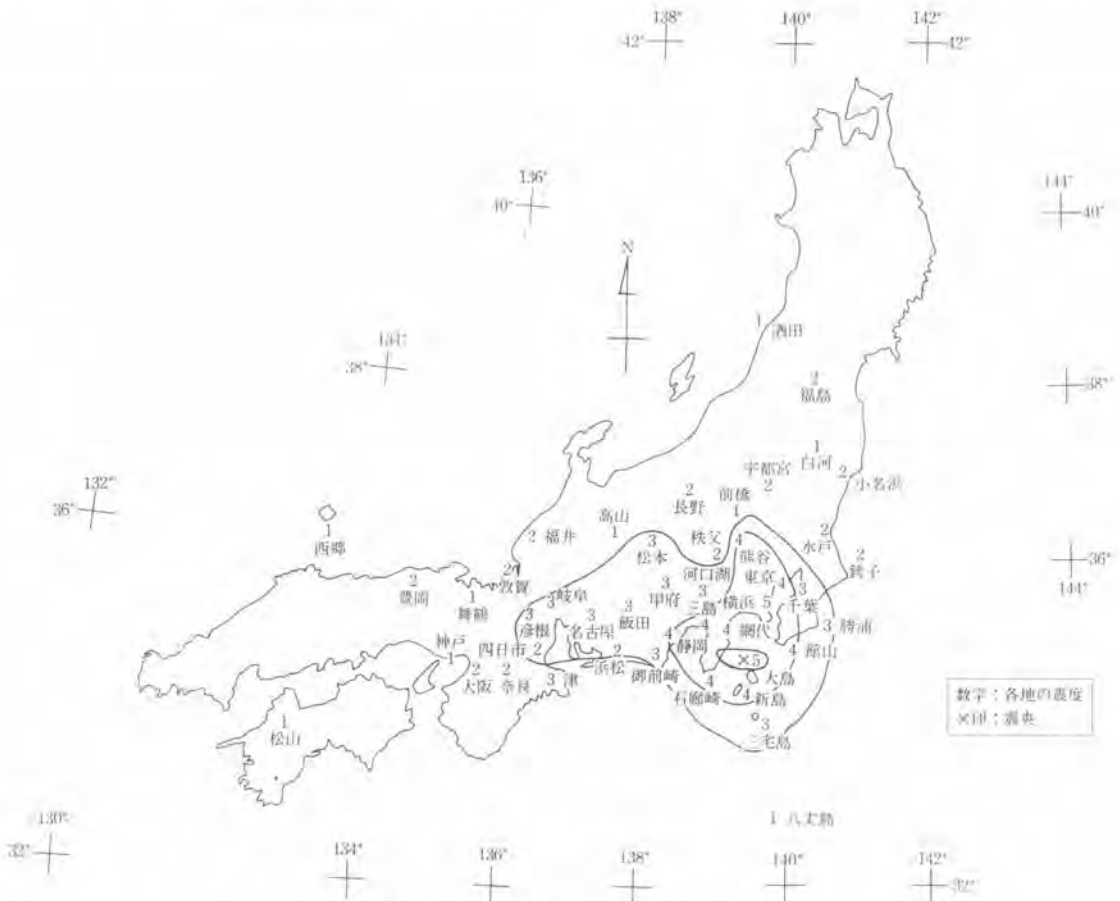 138°
140°
142°
42°
42°
136°
40°
144°
40°
N
1 酒田
134°
38°
38°
2
福島
1
白河
宇都宮
2
2
小名浜
132°
36°
2
長野
前橋
1
1
西郷
2 福井
高山
1
3
松本
秩父
2
4
熊谷
水戸
2
2
銚子
36°
144°
2
豊岡
1
舞鶴
2
敦賀
岐阜
3
河口湖
3
東京
4
3
千葉
甲府
3
三島
4
横浜
5
3
彦根
名古屋
3
飯田
3
網代
4
3 勝浦
神戸
1
四日市
2
2
浜松
3
御前崎
4
静岡
×5
4
館山
大島
2
大阪
2
奈良
3 津
4
石廊崎
4 新島
3
三宅島
1
松山
数字：各地の震度
×印：震央
130°
32°
1 八丈島
134°
136°
138°
140°
142°
32°